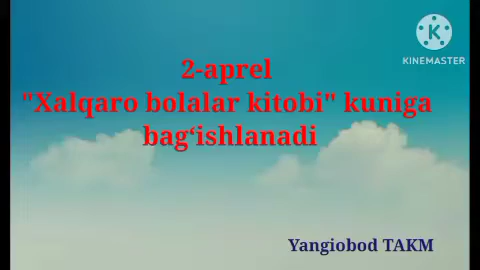 KINEMASTER
2-aprel
"Xalqaro bolalar kitobi" kuniga
bag‘ishlanadi
Yangiobod TAKM